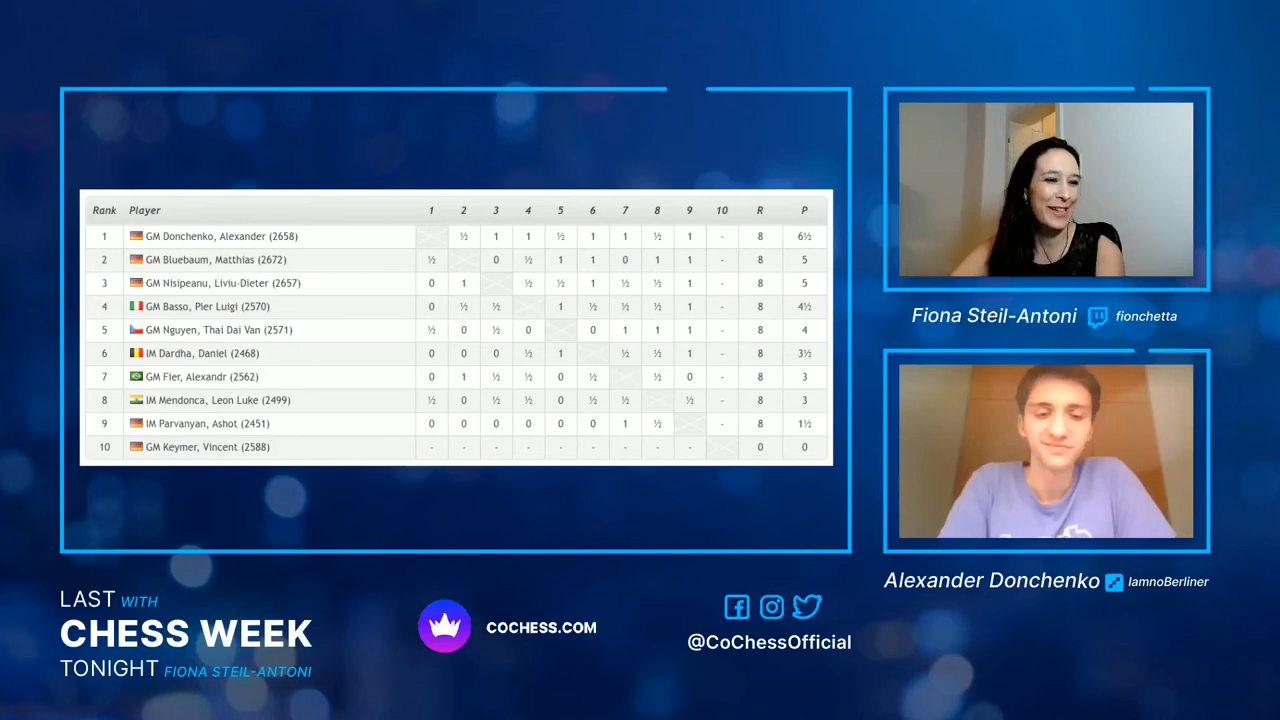 Rank Player 1 2 3 4 5 6 7 8 9 10 R P
1 GM Donchenko, Alexander (2658) ½ 1 1 ½ 1 1 ½ 1 - 8 6½
2 GM Bluebaum, Matthias (2672) ½ 0 ½ 1 1 0 1 1 - 8 5
3 GM Nisipeanu, Liviu-Dieter (2657) 0 1 ½ ½ 1 ½ ½ 1 - 8 5
4 GM Basso, Pier Luigi (2570) 0 ½ ½ 1 ½ ½ ½ 1 - 8 4½
5 GM Nguyen, Thai Dai Van (2571) ½ 0 ½ 0 0 1 1 1 - 8 4
6 IM Dardha, Daniel (2468) 0 0 0 ½ 1 ½ ½ 1 - 8 3½
7 GM Fier, Alexandr (2562) 0 1 ½ ½ 0 ½ ½ 0 - 8 3
8 IM Mendonca, Leon Luke (2499) ½ 0 ½ ½ 0 ½ ½ ½ - 8 3
9 IM Parvanyan, Ashot (2451) 0 0 0 0 0 0 1 ½ - 8 1½
10 GM Keymer, Vincent (2588) - - - - - - - - - 0 0
Fiona Steil-Antoni fionchetta
Alexander Donchenko IamnoBerliner
LAST WITH
CHESS WEEK
TONIGHT FIONA STEIL-ANTONI
COCHESS.COM
@CoChessOfficial